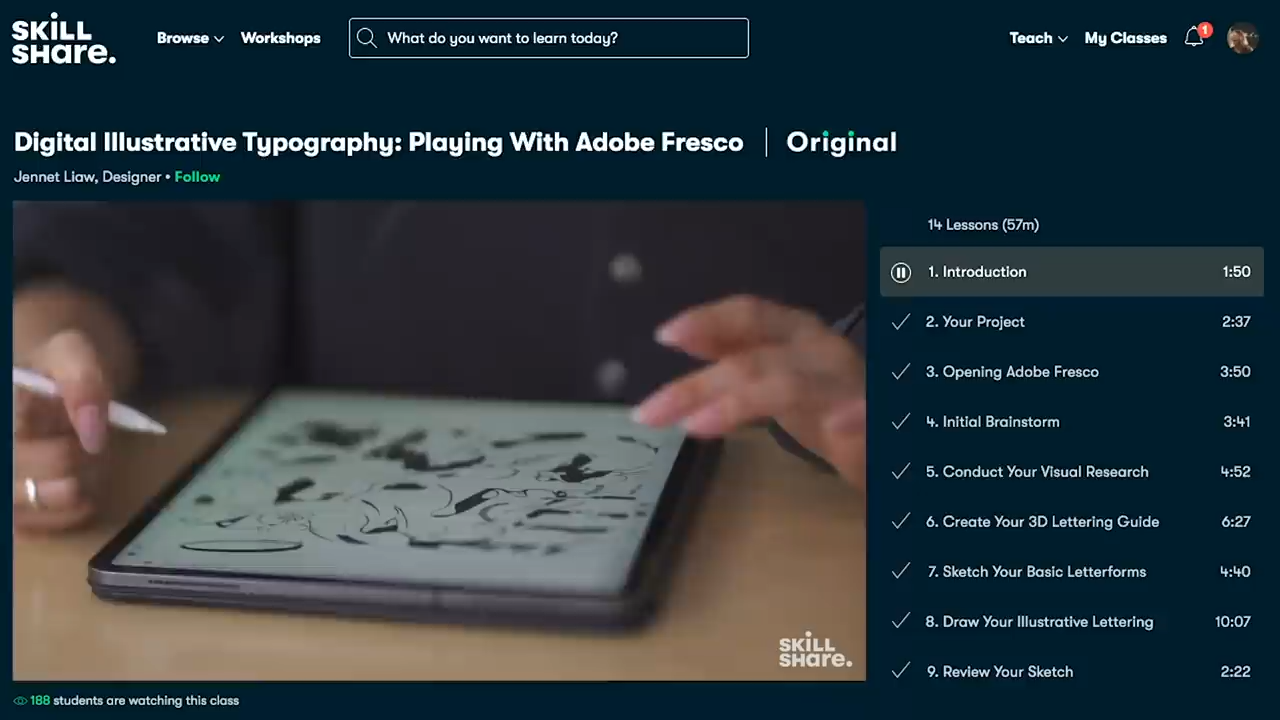 SKILL
SHARE.
Browse
Workshops
What do you want to learn today?
Teach
My Classes
1
Digital Illustrative Typography: Playing With Adobe Fresco | Original
Jennet Liaw, Designer • Follow
14 Lessons (57m)
1. Introduction 1:50
2. Your Project 2:37
3. Opening Adobe Fresco 3:50
4. Initial Brainstorm 3:41
5. Conduct Your Visual Research 4:52
6. Create Your 3D Lettering Guide 6:27
7. Sketch Your Basic Letterforms 4:40
8. Draw Your Illustrative Lettering 10:07
9. Review Your Sketch 2:22
SKILL
SHARE.
188 students are watching this class